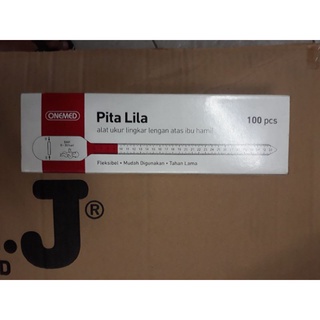 ONEMED
Pita Lila
100 pcs
alat ukur lingkar lengan atas ibu hamil
Fleksibel • Mudah Digunakan • Tahan Lama
.J®
D